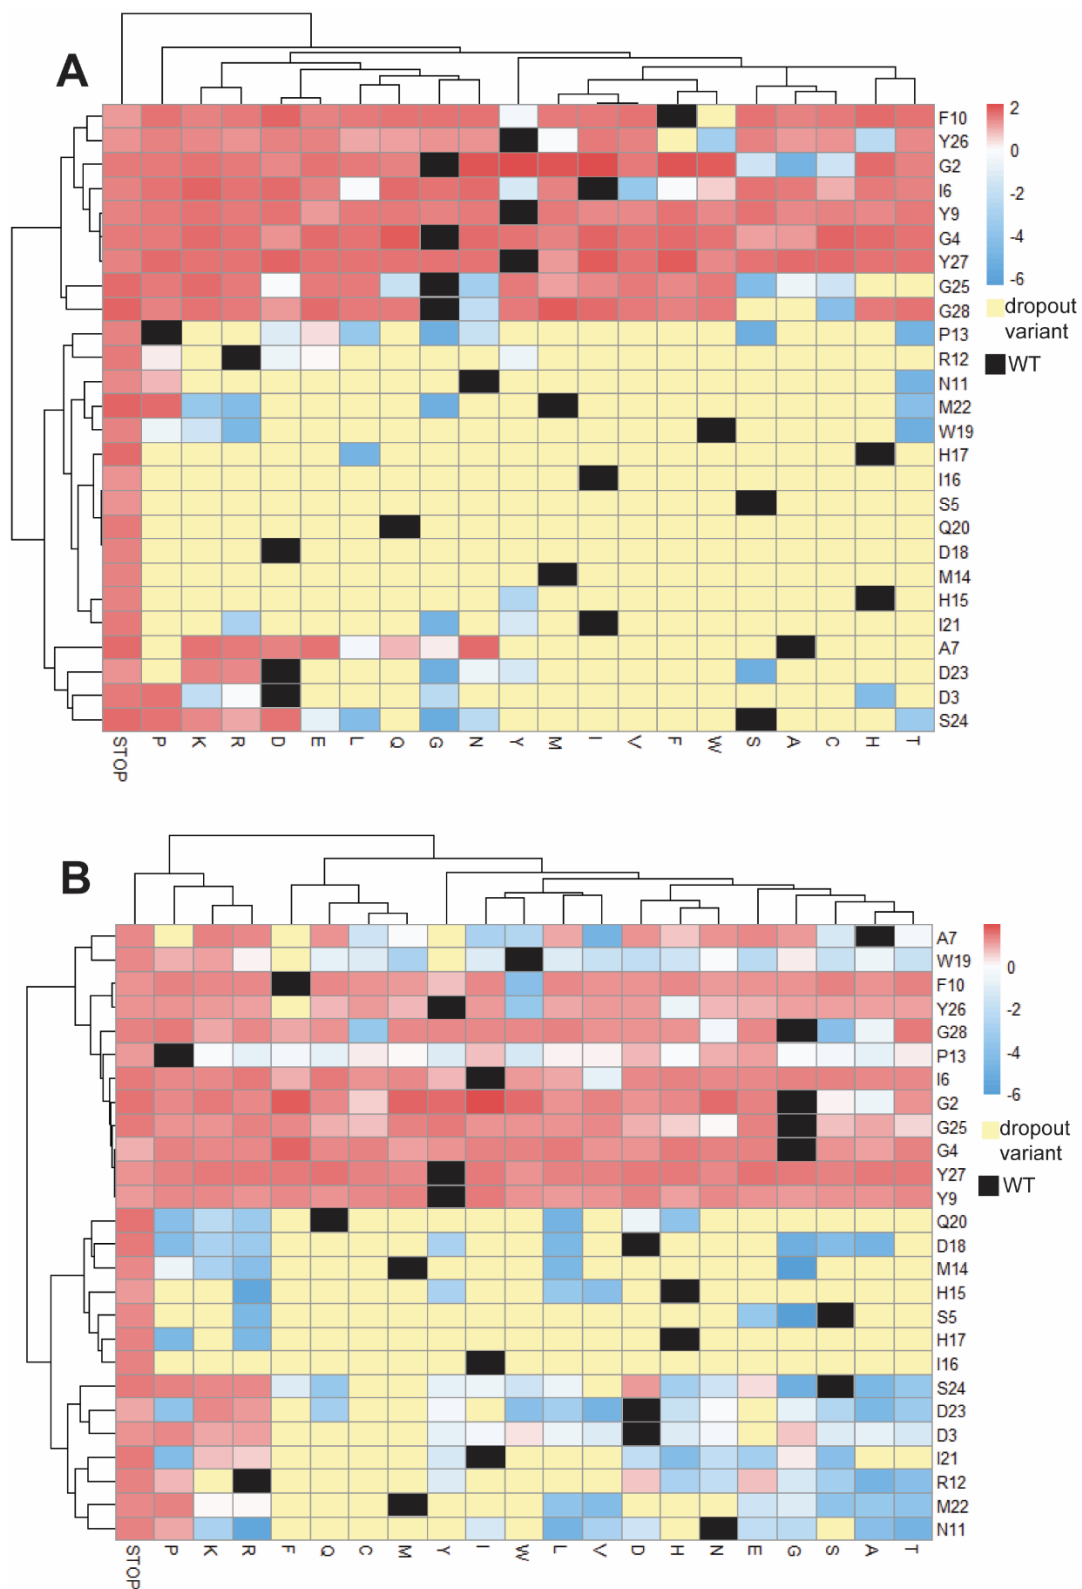 A
2
0
-2
-4
-6
dropout
variant
WT
F10
Y26
G2
I6
Y9
G4
Y27
G25
G28
P13
R12
N11
M22
W19
H17
I16
S5
Q20
D18
M14
H15
I21
A7
D23
D3
S24
STOP P K R D E L Q G N Y M I V F W S A C H T
B
0
-2
-4
-6
dropout
variant
WT
A7
W19
F10
Y26
G28
P13
I6
G2
G25
G4
Y27
Y9
Q20
D18
M14
H15
S5
H17
I16
S24
D23
D3
I21
R12
M22
N11
STOP P K R F Q C M Y I W L V D H N E G S A T